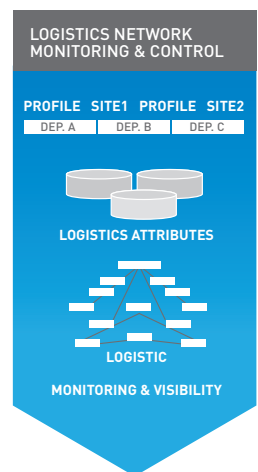 LOGISTICS NETWORK
MONITORING & CONTROL
PROFILE SITE1 PROFILE SITE2
DEP. A DEP. B DEP. C
LOGISTICS ATTRIBUTES
LOGISTIC
MONITORING & VISIBILITY